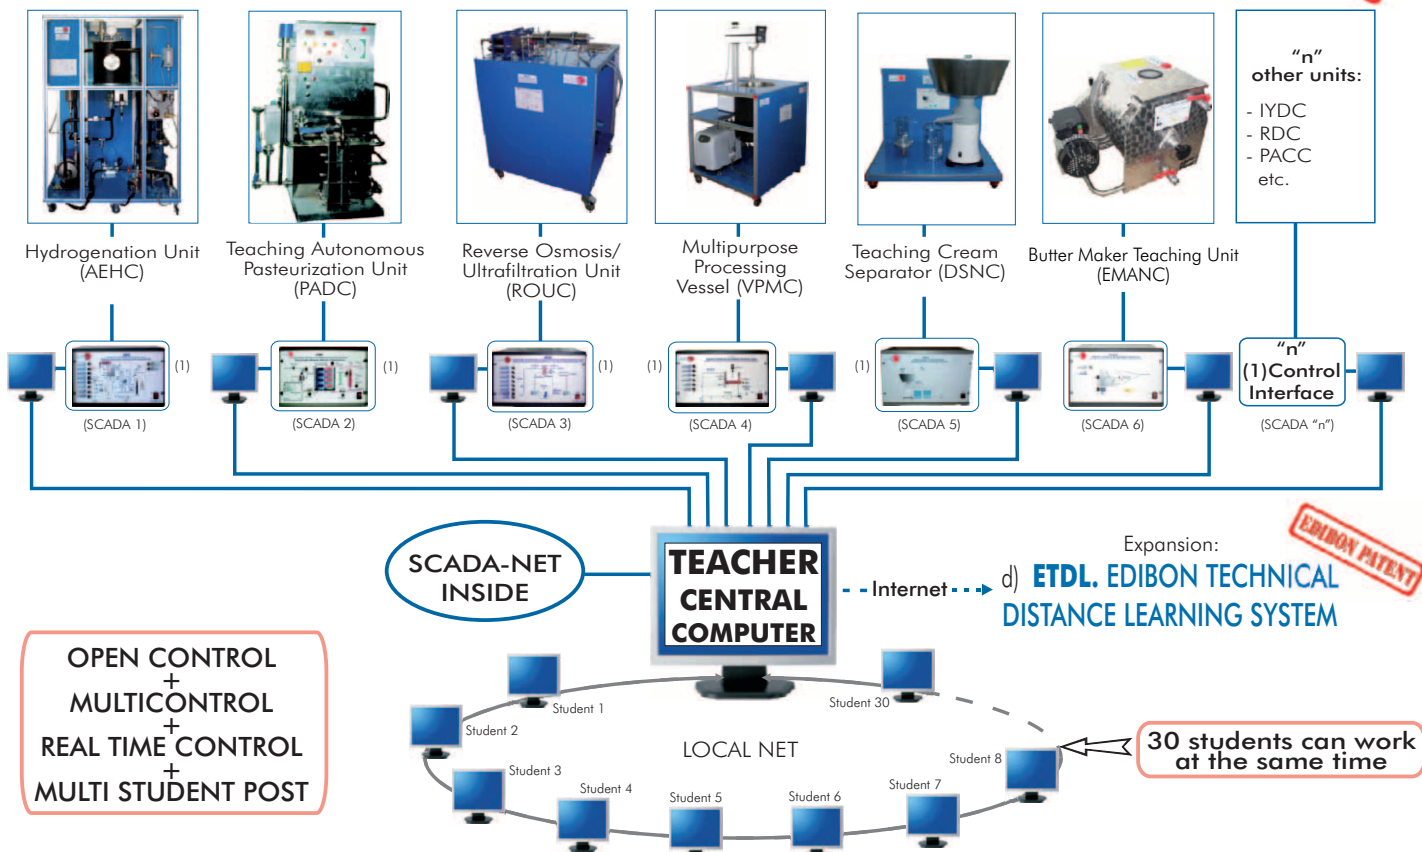 "n"
other units:
- IYDC
- RDC
- PACC
etc.
Hydrogenation Unit
(AEHC)
Teaching Autonomous
Pasteurization Unit
(PADC)
Reverse Osmosis/
Ultrafiltration Unit
(ROUC)
Multipurpose
Processing
Vessel (VPMC)
Teaching Cream
Separator (DSNC)
Butter Maker Teaching Unit
(EMANC)
(1)
(1)
(1)
(1)
(1)
"n"
(1)Control
Interface
(SCADA 1)
(SCADA 2)
(SCADA 3)
(SCADA 4)
(SCADA 5)
(SCADA 6)
(SCADA "n")
SCADA-NET
INSIDE
TEACHER
CENTRAL
COMPUTER
Internet
Expansion:
d) ETDL. EDIBON TECHNICAL
DISTANCE LEARNING SYSTEM
EDIBON PATENT
OPEN CONTROL
+
MULTICONTROL
+
REAL TIME CONTROL
+
MULTI STUDENT POST
Student 1
Student 2
Student 3
Student 4
Student 5
Student 6
Student 7
Student 8
Student 30
LOCAL NET
30 students can work
at the same time